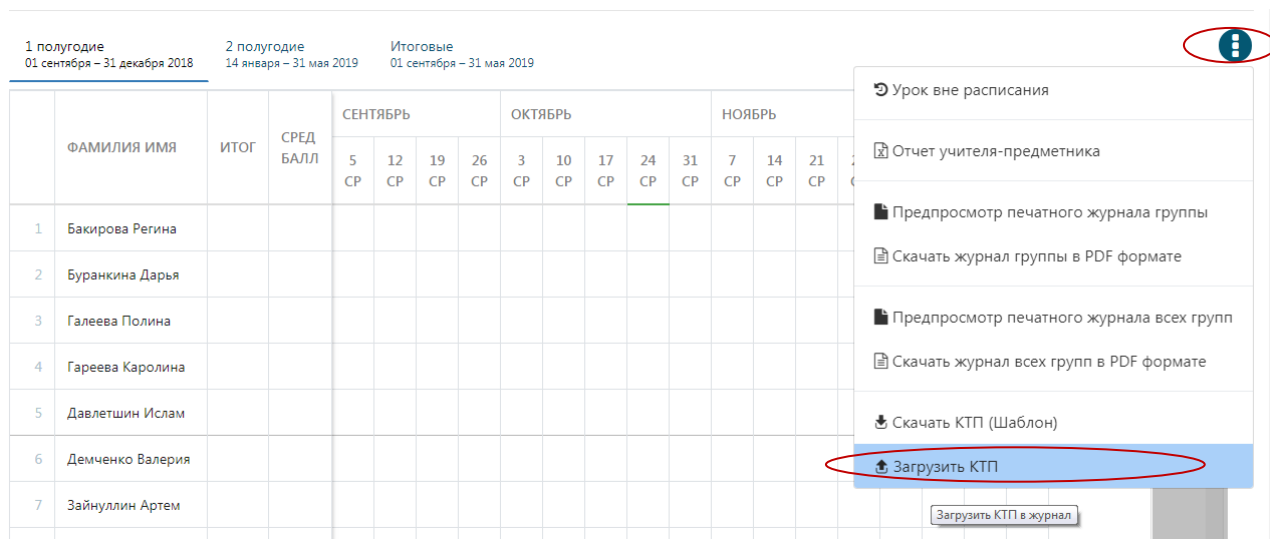 1 полугодие
01 сентября – 31 декабря 2018
2 полугодие
14 января – 31 мая 2019
Итоговые
01 сентября – 31 мая 2019
ФАМИЛИЯ ИМЯ
ИТОГ
СРЕД
БАЛЛ
СЕНТЯБРЬ
ОКТЯБРЬ
НОЯБРЬ
5 12 19 26 3 10 17 24 31 7 14 21
СР СР СР СР СР СР СР СР СР СР СР СР
1 Бакирова Регина
2 Буранкина Дарья
3 Галеева Полина
4 Гареева Каролина
5 Давлетшин Ислам
6 Демченко Валерия
7 Зайнуллин Артем
Урок вне расписания
Отчет учителя-предметника
Предпросмотр печатного журнала группы
Скачать журнал группы в PDF формате
Предпросмотр печатного журнала всех групп
Скачать журнал всех групп в PDF формате
Скачать КТП (Шаблон)
Загрузить КТП
Загрузить КТП в журнал